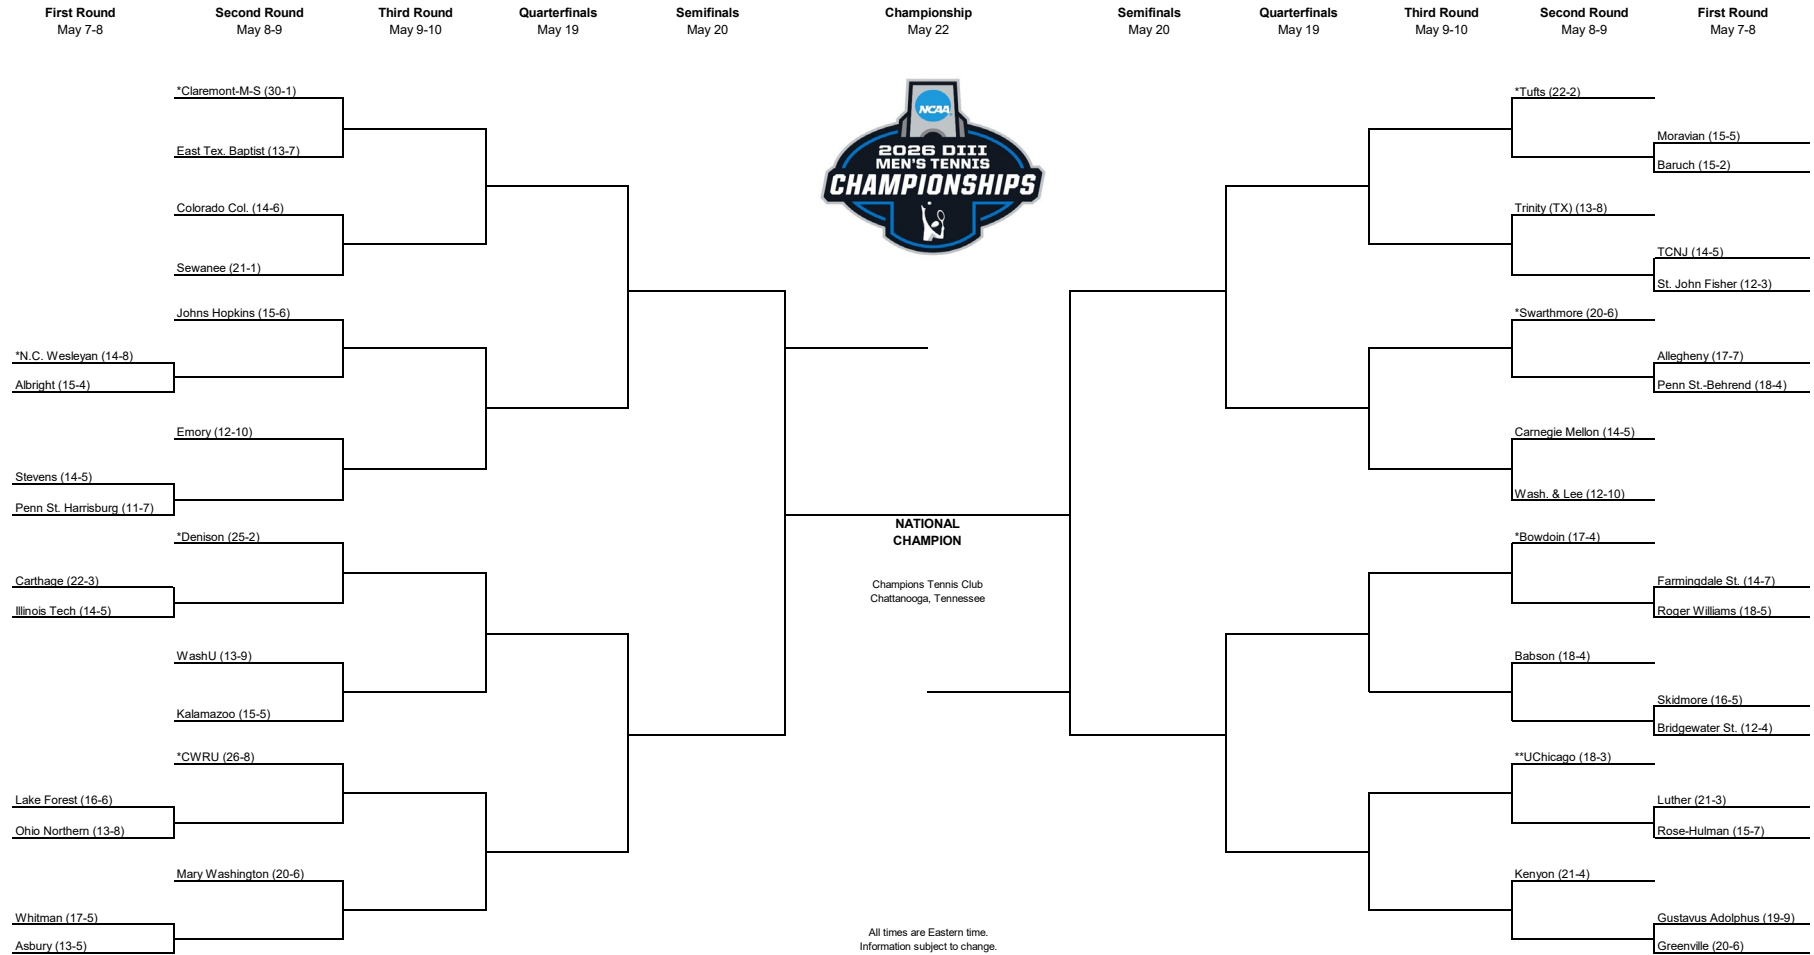 First Round
May 7-8
Second Round
May 8-9
Third Round
May 9-10
Quarterfinals
May 19
Semifinals
May 20
Championship
May 22
Semifinals
May 20
Quarterfinals
May 19
Third Round
May 9-10
Second Round
May 8-9
First Round
May 7-8
*Claremont-M-S (30-1)
East Tex. Baptist (13-7)
Colorado Col. (14-6)
Sewanee (21-1)
Johns Hopkins (15-6)
*N.C. Wesleyan (14-8)
Albright (15-4)
Emory (12-10)
Stevens (14-5)
Penn St. Harrisburg (11-7)
*Denison (25-2)
Carthage (22-3)
Illinois Tech (14-5)
WashU (13-9)
Kalamazoo (15-5)
*CWRU (26-8)
Lake Forest (16-6)
Ohio Northern (13-8)
Mary Washington (20-6)
Whitman (17-5)
Asbury (13-5)
NCAA
2026 DIII
MEN'S TENNIS
CHAMPIONSHIPS
NATIONAL
CHAMPION
Champions Tennis Club
Chattanooga, Tennessee
All times are Eastern time.
Information subject to change.
*Tufts (22-2)
Moravian (15-5)
Baruch (15-2)
Trinity (TX) (13-8)
TCNJ (14-5)
St. John Fisher (12-3)
*Swarthmore (20-6)
Allegheny (17-7)
Penn St.-Behrend (18-4)
Carnegie Mellon (14-5)
Wash. & Lee (12-10)
*Bowdoin (17-4)
Farmingdale St. (14-7)
Roger Williams (18-5)
Babson (18-4)
Skidmore (16-5)
Bridgewater St. (12-4)
**UChicago (18-3)
Luther (21-3)
Rose-Hulman (15-7)
Kenyon (21-4)
Gustavus Adolphus (19-9)
Greenville (20-6)